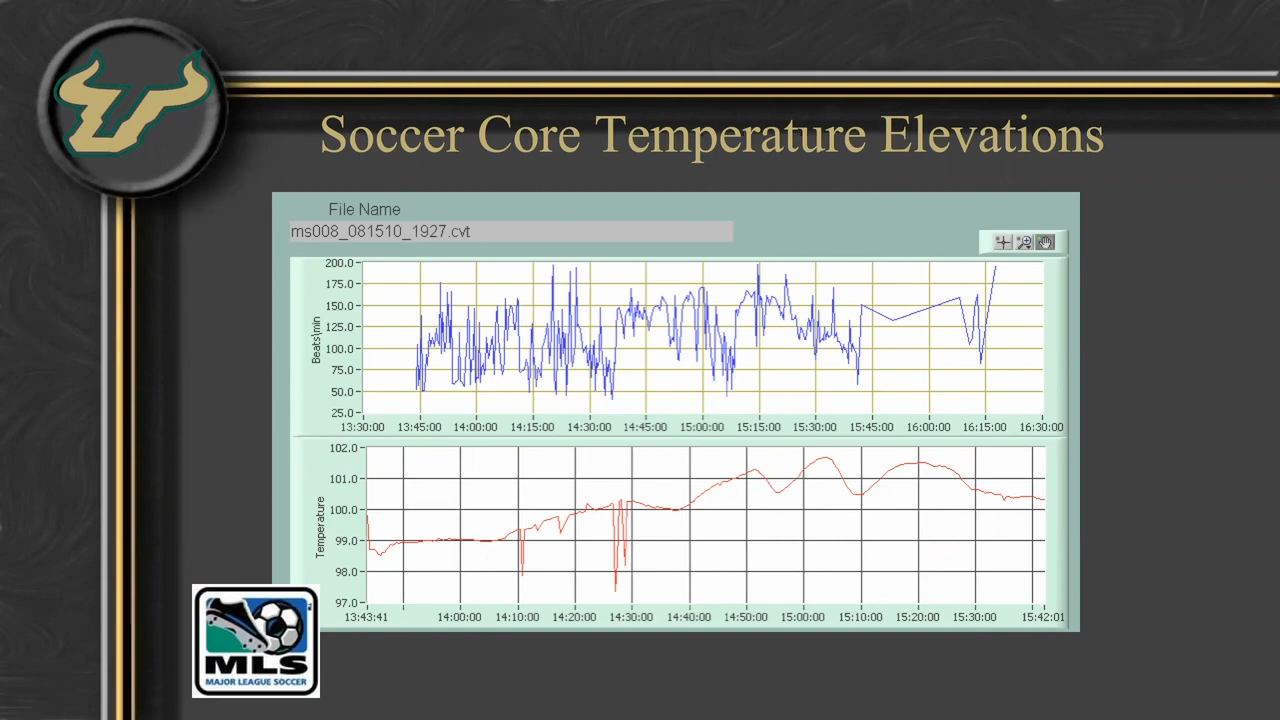 Soccer Core Temperature Elevations
File Name
ms008_081510_1927.cvt
Beats\min
200.0
175.0
150.0
125.0
100.0
75.0
50.0
25.0
13:30:00 13:45:00 14:00:00 14:15:00 14:30:00 14:45:00 15:00:00 15:15:00 15:30:00 15:45:00 16:00:00 16:15:00 16:30:00
Temperature
102.0
101.0
100.0
99.0
98.0
97.0
13:43:41 14:00:00 14:10:00 14:20:00 14:30:00 14:40:00 14:50:00 15:00:00 15:10:00 15:20:00 15:30:00 15:42:01
MLS
MAJOR LEAGUE SOCCER
TM